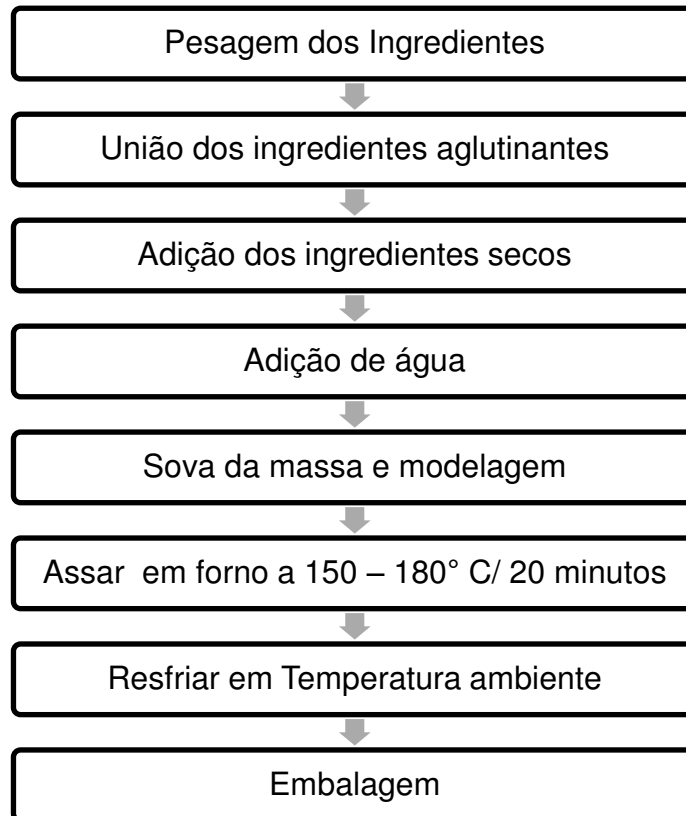 Pesagem dos Ingredientes
União dos ingredientes aglutinantes
Adição dos ingredientes secos
Adição de água
Sova da massa e modelagem
Assar em forno a 150 – 180° C/ 20 minutos
Resfriar em Temperatura ambiente
Embalagem